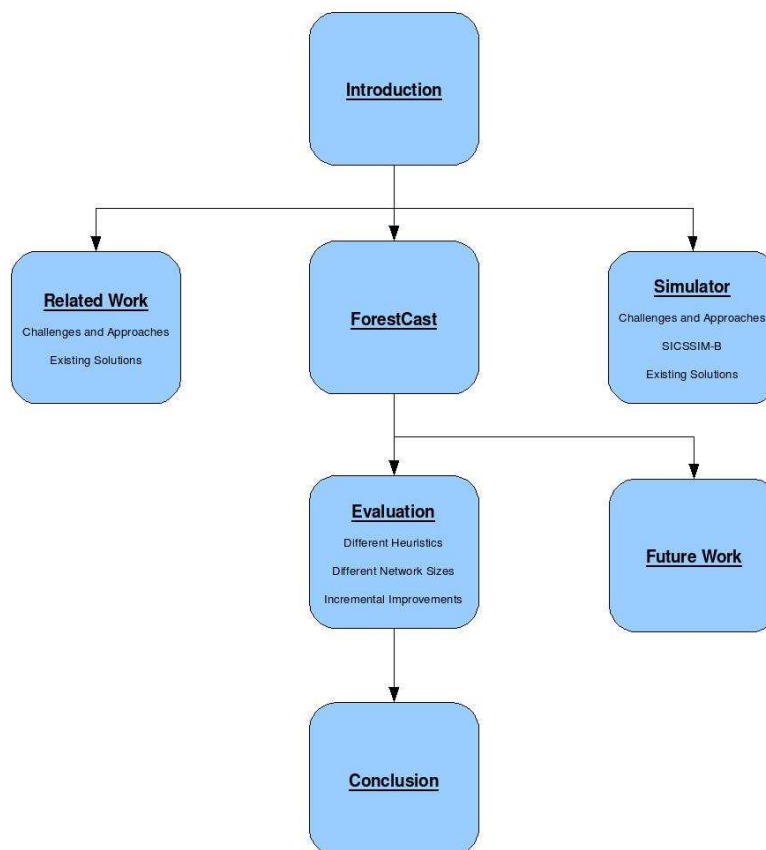 Introduction
Related Work
Challenges and Approaches
Existing Solutions
ForestCast
Simulator
Challenges and Approaches
SICSSIM-B
Existing Solutions
Evaluation
Different Heuristics
Different Network Sizes
Incremental Improvements
Future Work
Conclusion